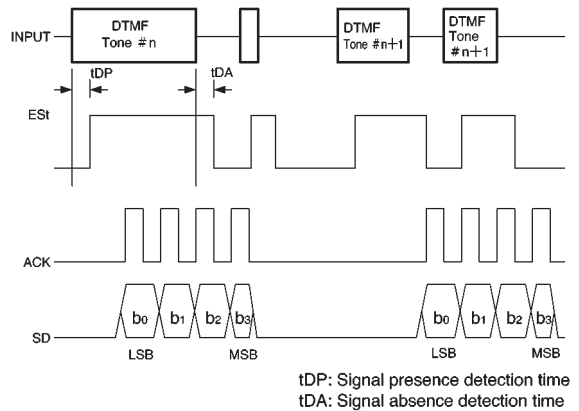 INPUT
DTMF
Tone #n
DTMF
Tone #n+1
DTMF
Tone
#n+1
tDP
tDA
ESt
ACK
SD
b0
b1
b2
b3
b0
b1
b2
b3
LSB
MSB
LSB
MSB
tDP: Signal presence detection time
tDA: Signal absence detection time